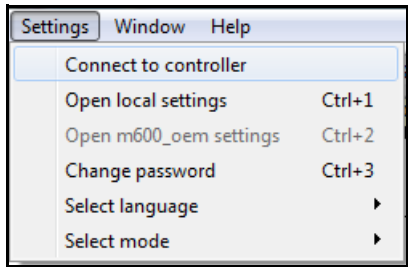 Settings Window Help
Connect to controller
Open local settings Ctrl+1
Open m600_oem settings Ctrl+2
Change password Ctrl+3
Select language
Select mode